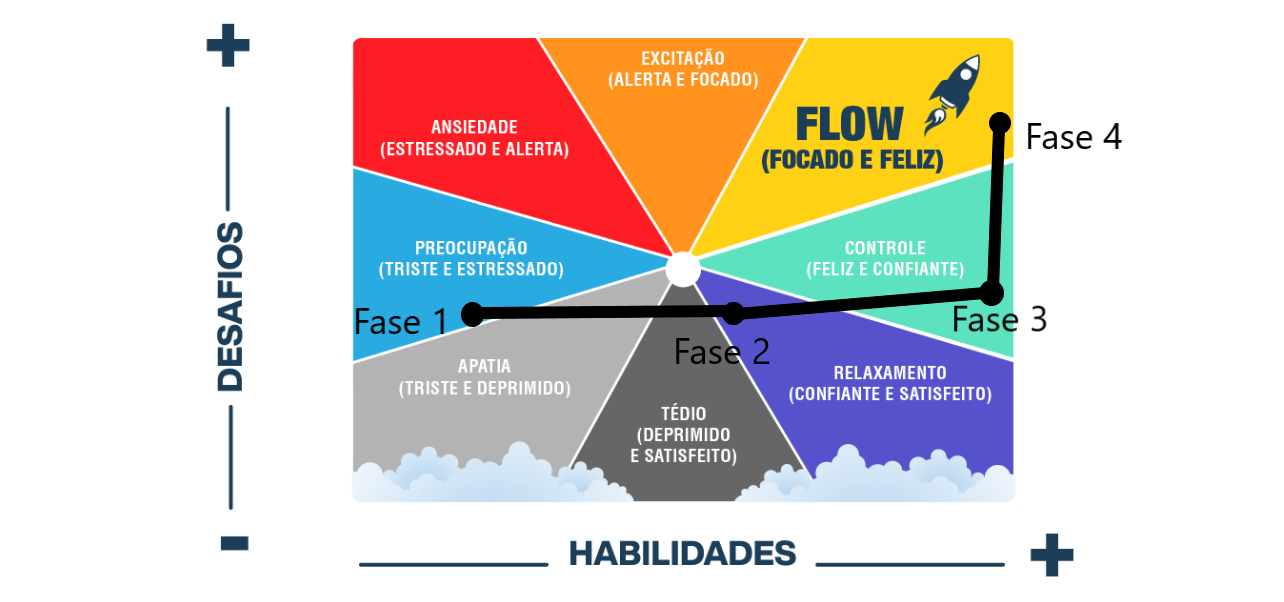 EXCITAÇÃO
(ALERTA E FOCADO)
ANSIEDADE
(ESTRESSADO E ALERTA)
FLOW
(FOCADO E FELIZ)
Fase 4
PREOCUPAÇÃO
(TRISTE E ESTRESSADO)
CONTROLE
(FELIZ E CONFIANTE)
Fase 1
Fase 2
Fase 3
APATIA
(TRISTE E DEPRIMIDO)
RELAXAMENTO
(CONFIANTE E SATISFEITO)
TÉDIO
(DEPRIMIDO
E SATISFEITO)
+
DESAFIOS
-
HABILIDADES
+